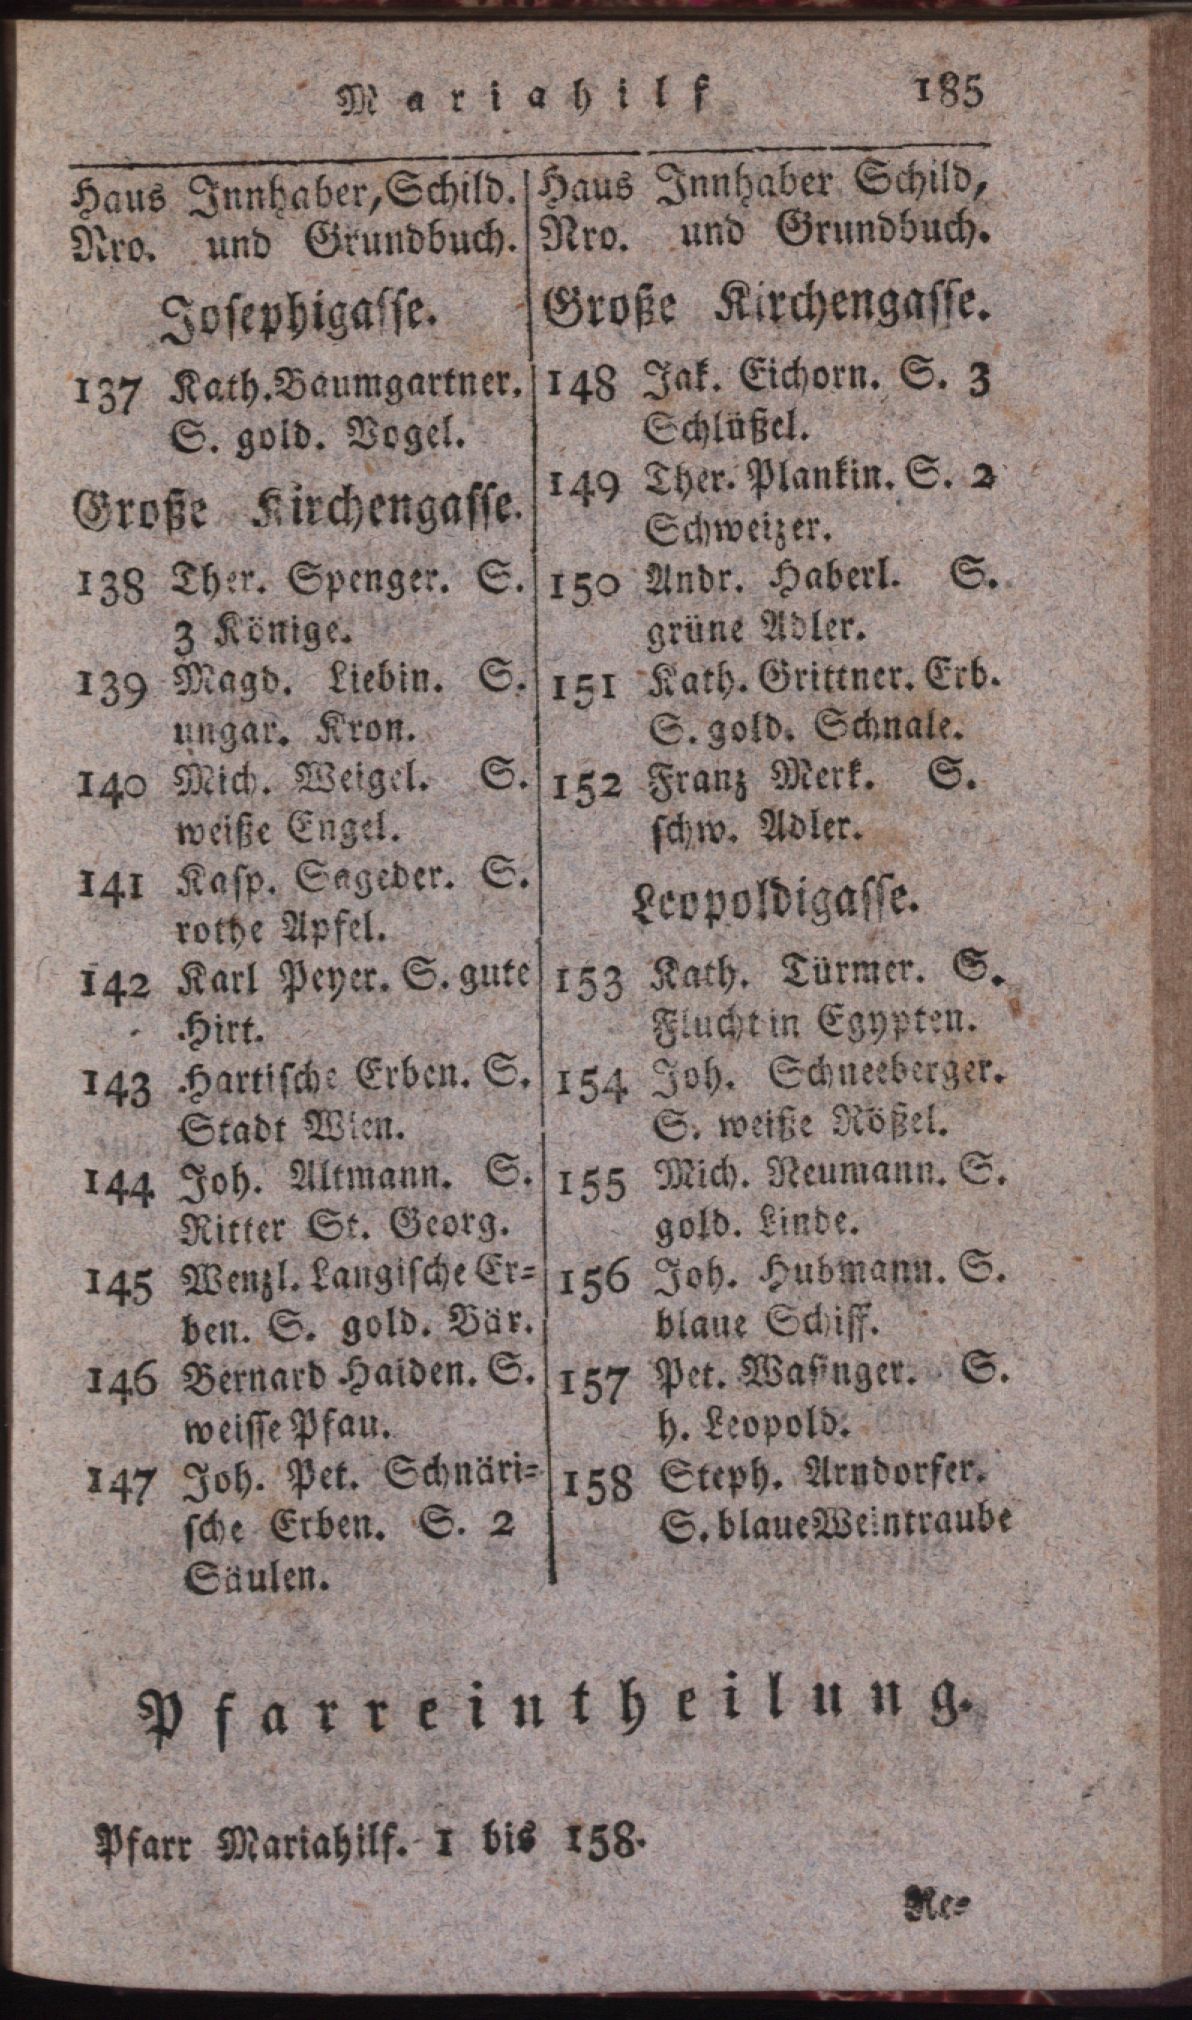 Mariahilf 185
Haus Innhaber, Schild.
Nro. und Grundbuch.
Josephigasse.
137 Kath. Baumgartner.
S. gold. Vogel.
Große Kirchengasse.
138 Ther. Spenger. S.
3 Könige.
139 Magd. Liebin. S.
ungar. Kron.
140 Mich. Weigel. S.
weiße Engel.
141 Kasp. Sageder. S.
rothe Apfel.
142 Karl Peyer. S. gute
Hirt.
143 Hartische Erben. S.
Stadt Wien.
144 Joh. Altmann. S.
Ritter St. Georg.
145 Wenzl. Langische Er-
ben. S. gold. Bär.
146 Bernard Haiden. S.
weisse Pfau.
147 Joh. Pet. Schnäri-
sche Erben. S. 2
Säulen.
Haus Innhaber Schild,
Nro. und Grundbuch.
Große Kirchengasse.
148 Jak. Eichorn. S. 3
Schlüßel.
149 Ther. Plankin. S. 2
Schweizer.
150 Andr. Haberl. S.
grüne Adler.
151 Kath. Grittner. Erb.
S. gold. Schnale.
152 Franz Merk. S.
schw. Adler.
Leopoldigasse.
153 Kath. Türmer. S.
Flucht in Egypten.
154 Joh. Schneeberger.
S. weiße Rößel.
155 Mich. Neumann. S.
gold. Linde.
156 Joh. Hubmann. S.
blaue Schiff.
157 Pet. Wasinger. S.
h. Leopold.
158 Steph. Arndorfer.
S. blaue Weintraube
Pfarreintheilung.
Pfarr Mariahilf. 1 bis 158.
Re-